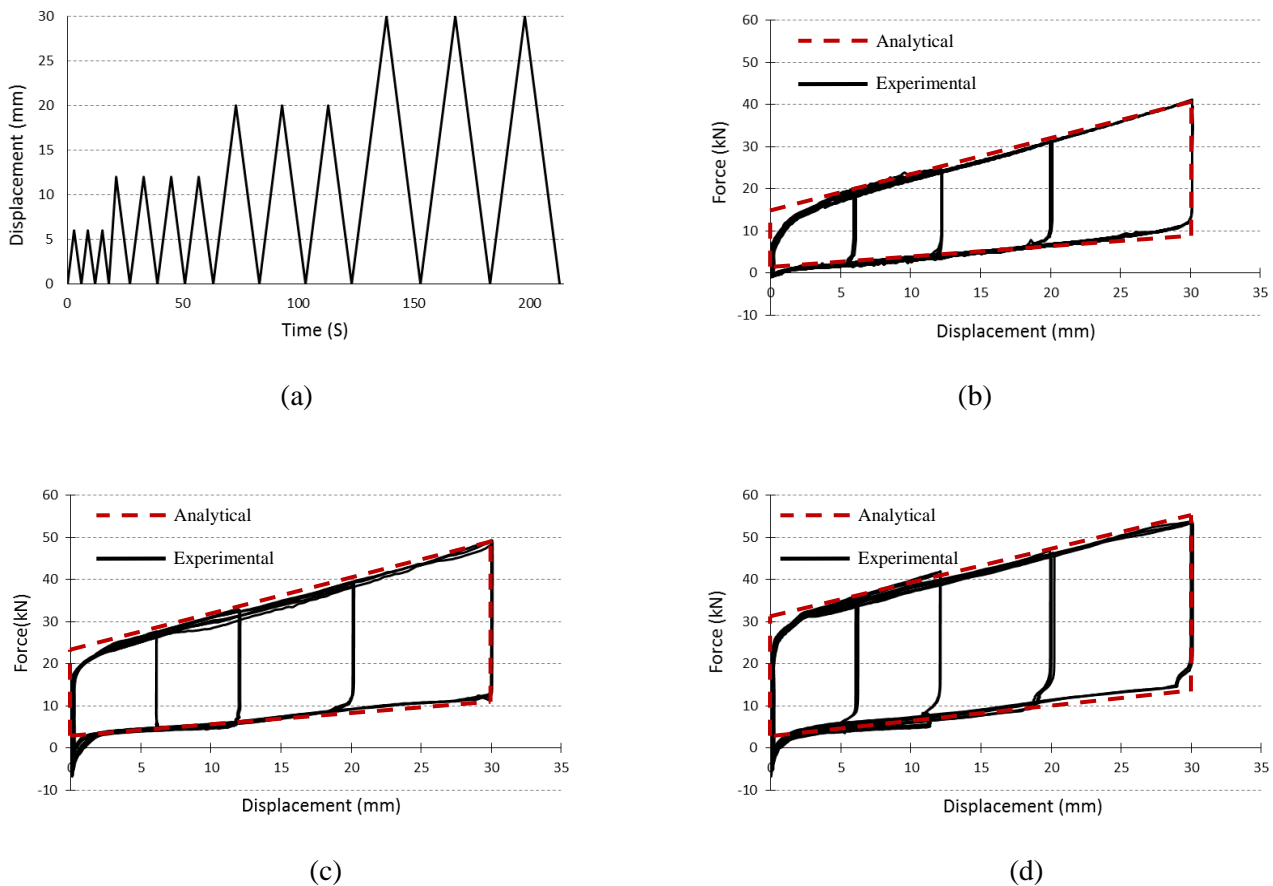 30
25
20
15
10
5
0
Displacement (mm)
0 50 100 150 200
Time (S)
(a)
60
50
40
30
20
10
0
-10
Force (kN)
Analytical
Experimental
0 5 10 15 20 25 30 35
Displacement (mm)
(b)
60
50
40
30
20
10
0
-10
Force(kN)
Analytical
Experimental
0 5 10 15 20 25 30 35
Displacement (mm)
(c)
60
50
40
30
20
10
0
-10
Force (kN)
Analytical
Experimental
0 5 10 15 20 25 30 35
Displacement (mm)
(d)